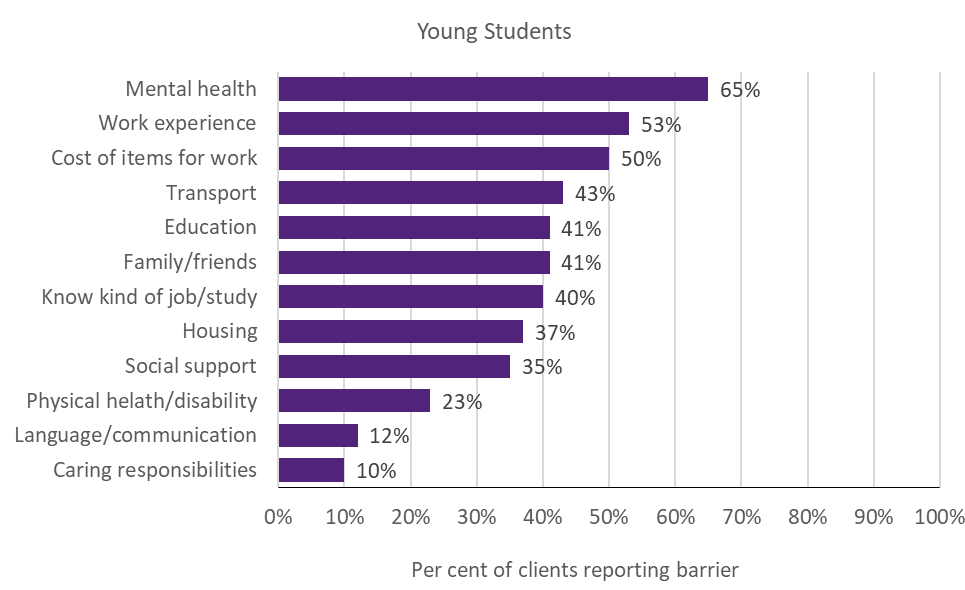 Young Students
Mental health 65%
Work experience 53%
Cost of items for work 50%
Transport 43%
Education 41%
Family/friends 41%
Know kind of job/study 40%
Housing 37%
Social support 35%
Physical helath/disability 23%
Language/communication 12%
Caring responsibilities 10%
0% 10% 20% 30% 40% 50% 60% 70% 80% 90% 100%
Per cent of clients reporting barrier